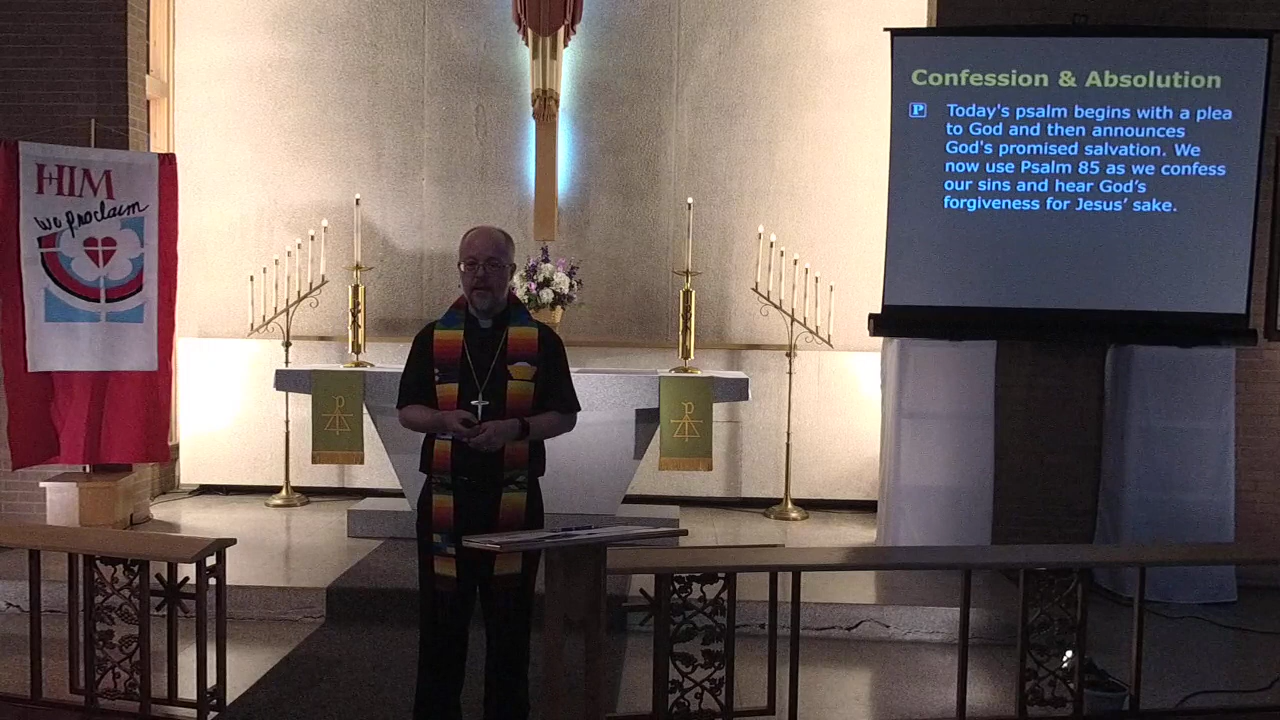 HIM
we proclaim
Confession & Absolution
P Today's psalm begins with a plea
to God and then announces
God's promised salvation. We
now use Psalm 85 as we confess
our sins and hear God's
forgiveness for Jesus' sake.